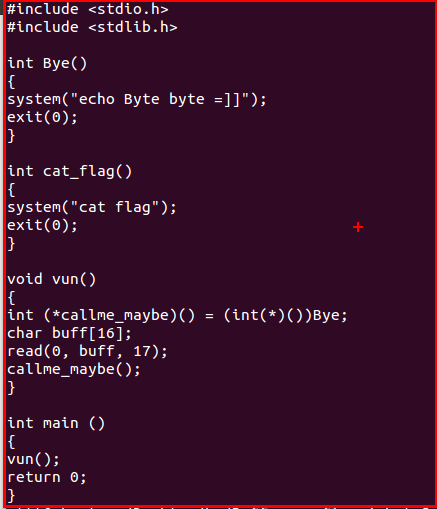 #include <stdio.h>
#include <stdlib.h>
int Bye()
{
system("echo Byte byte =]]");
exit(0);
}
int cat_flag()
{
system("cat flag");
exit(0);
}
void vun()
{
int (*callme_maybe)() = (int(*)())Bye;
char buff[16];
read(0, buff, 17);
callme_maybe();
}
int main ()
{
vun();
return 0;
}